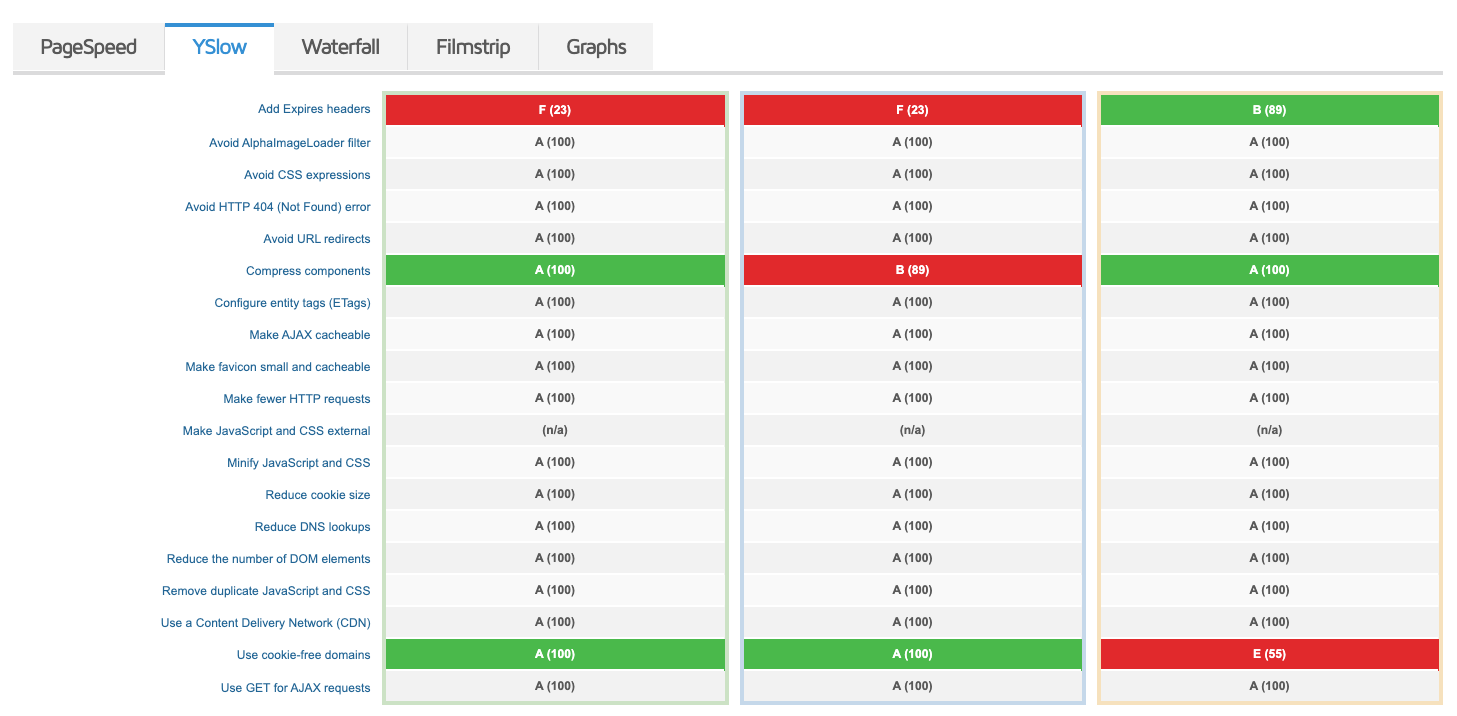 PageSpeed YSlow Waterfall Filmstrip Graphs
Add Expires headers F (23) F (23) B (89)
Avoid AlphaImageLoader filter A (100) A (100) A (100)
Avoid CSS expressions A (100) A (100) A (100)
Avoid HTTP 404 (Not Found) error A (100) A (100) A (100)
Avoid URL redirects A (100) A (100) A (100)
Compress components A (100) B (89) A (100)
Configure entity tags (ETags) A (100) A (100) A (100)
Make AJAX cacheable A (100) A (100) A (100)
Make favicon small and cacheable A (100) A (100) A (100)
Make fewer HTTP requests A (100) A (100) A (100)
Make JavaScript and CSS external (n/a) (n/a) (n/a)
Minify JavaScript and CSS A (100) A (100) A (100)
Reduce cookie size A (100) A (100) A (100)
Reduce DNS lookups A (100) A (100) A (100)
Reduce the number of DOM elements A (100) A (100) A (100)
Remove duplicate JavaScript and CSS A (100) A (100) A (100)
Use a Content Delivery Network (CDN) A (100) A (100) A (100)
Use cookie-free domains A (100) A (100) E (55)
Use GET for AJAX requests A (100) A (100) A (100)